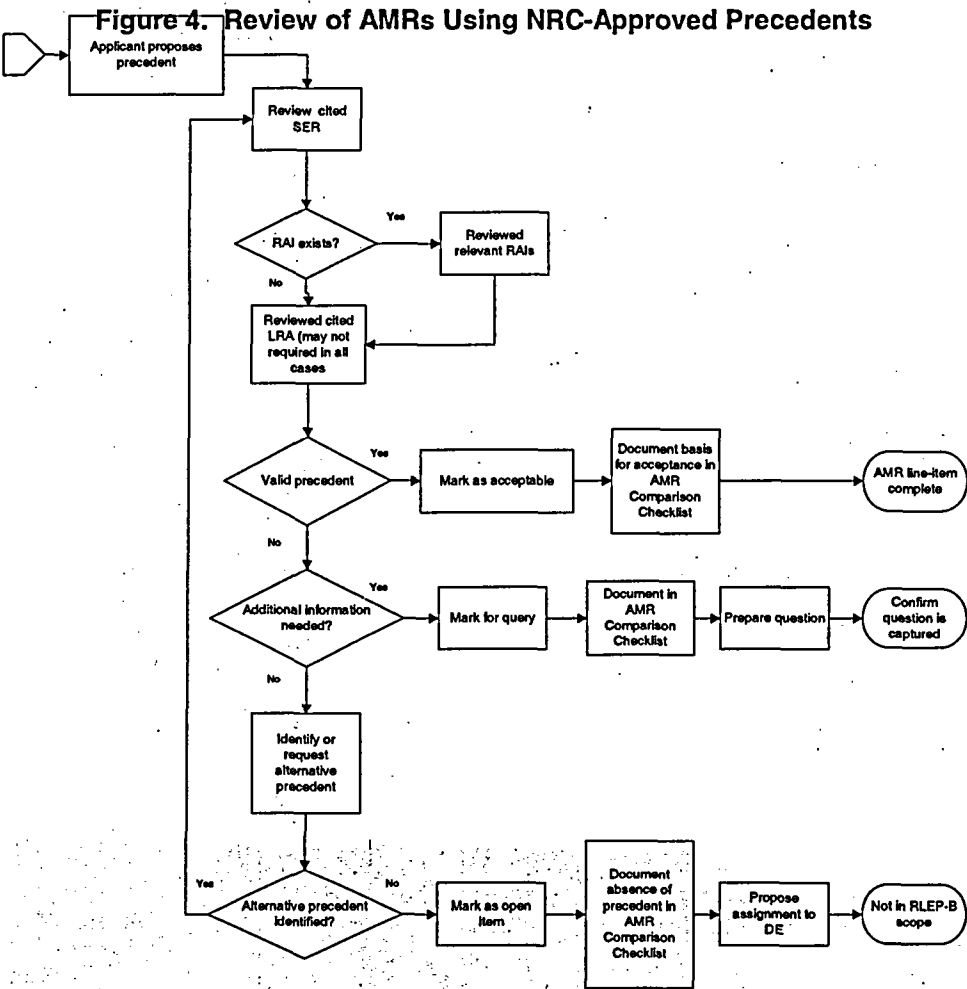 Figure 4. Review of AMRs Using NRC-Approved Precedents
Applicant proposes
precedent
Review cited
SER
RAI exists?
Yes
Reviewed
relevant RAIs
No
Reviewed cited
LRA (may not
required in all
cases
Valid precedent
Yes
Mark as acceptable
Document basis
for acceptance in
AMR
Comparison
Checklist
AMR line-item
complete
No
Additional information
needed?
Yes
Mark for query
Document in
AMR
Comparison
Checklist
Prepare question
Confirm
question is
captured
No
Identify or
request
alternative
precedent
Yes
Alternative precedent
identified?
No
Mark as open
item
Document
absence of
precedent in
AMR
Comparison
Checklist
Propose
assignment to
DE
Not in RLEP-B
scope